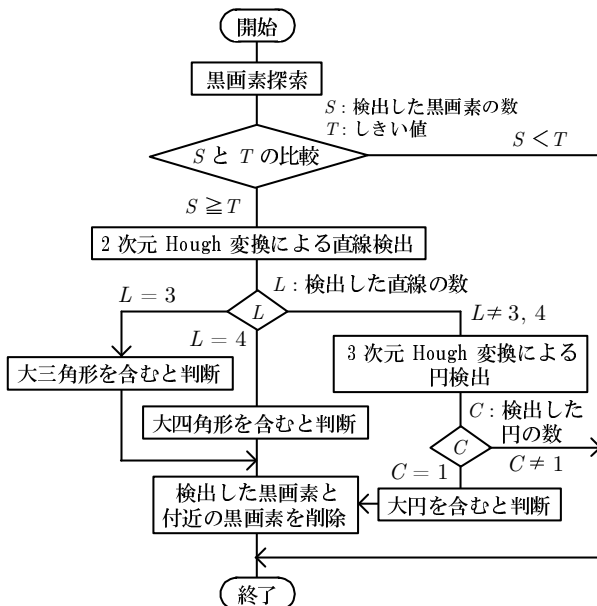 開始
黒画素探索
S : 検出した黒画素の数
T : しきい値
S と T の比較
S < T
S ≧ T
2 次元 Hough 変換による直線検出
L : 検出した直線の数
L = 3
L
L = 4
L ≠ 3, 4
大三角形を含むと判断
3 次元 Hough 変換による
円検出
大四角形を含むと判断
C : 検出した
円の数
C
C = 1
C ≠ 1
検出した黒画素と
付近の黒画素を削除
大円を含むと判断
終了